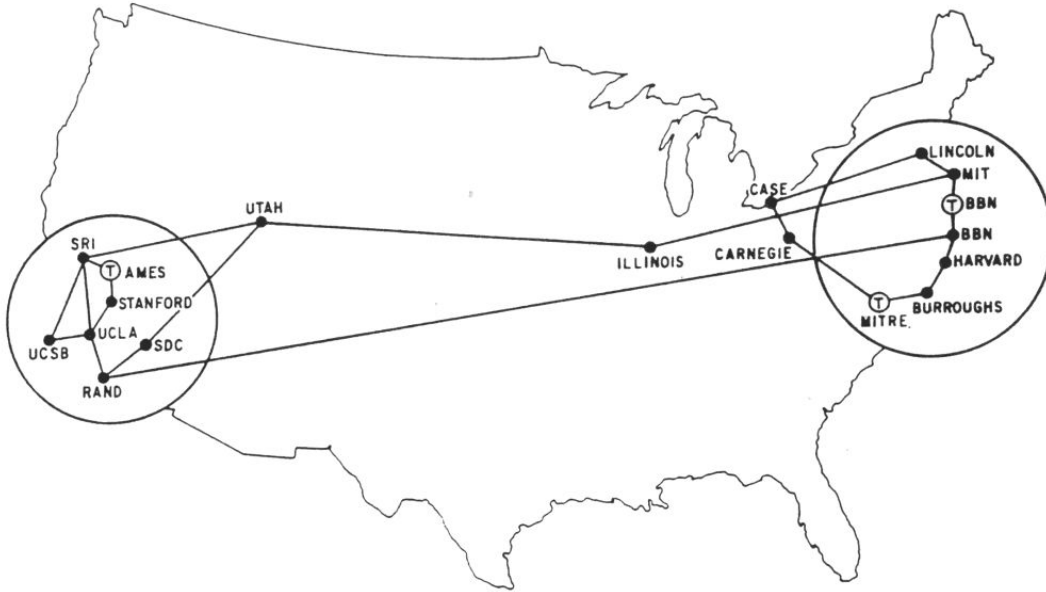 LINCOLN
MIT
CASE
T BBN
UTAH
BBN
SRI
ILLINOIS
CARNEGIE
HARVARD
T AMES
STANFORD
T
BURROUGHS
MITRE
UCLA
UCSB
SDC
RAND